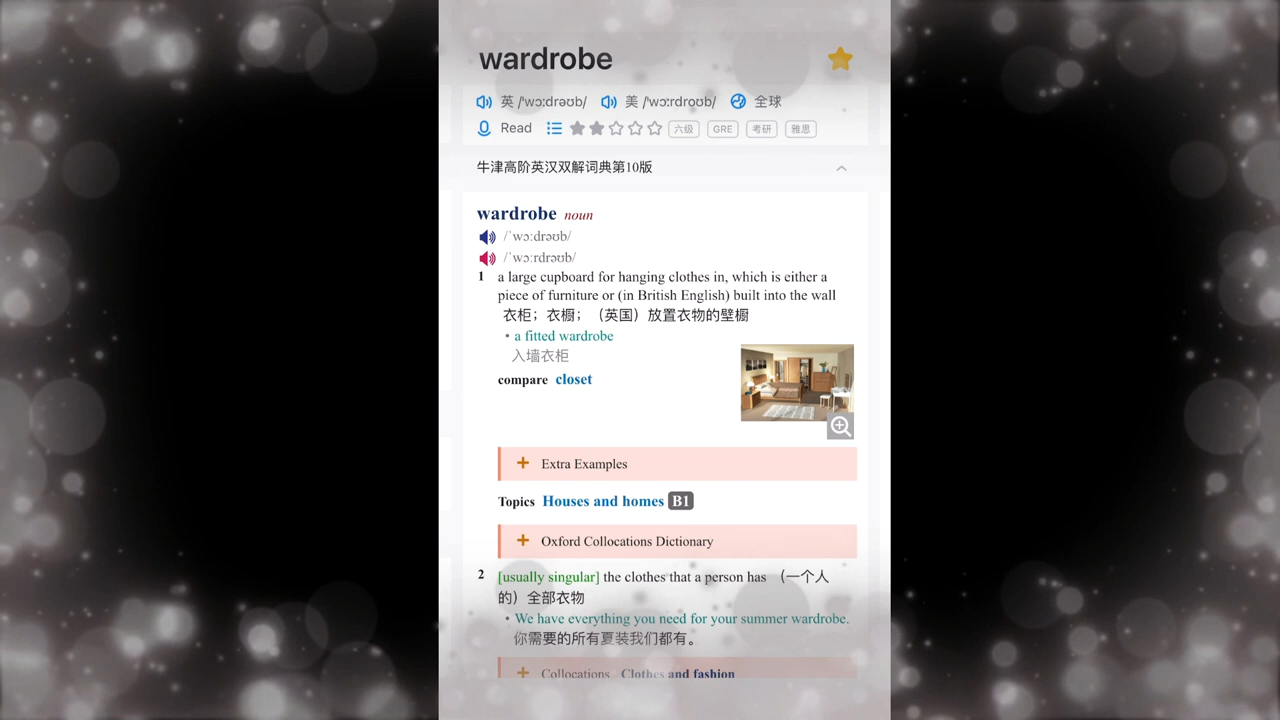 wardrobe
英 /'wɔːdrəʊb/ 美 /'wɔːrdroʊb/ 全球
Read 六级 GRE 考研 雅思
牛津高阶英汉双解词典第10版
wardrobe noun
/ˈwɔːdrəʊb/
/ˈwɔːrdrəʊb/
1 a large cupboard for hanging clothes in, which is either a
piece of furniture or (in British English) built into the wall
衣柜；衣橱；（英国）放置衣物的壁橱
• a fitted wardrobe
入墙衣柜
compare closet
+ Extra Examples
Topics Houses and homes B1
+ Oxford Collocations Dictionary
2 [usually singular] the clothes that a person has （一个人
的）全部衣物
• We have everything you need for your summer wardrobe.
你需要的所有夏装我们都有。
+ Collocations Clothes and fashion